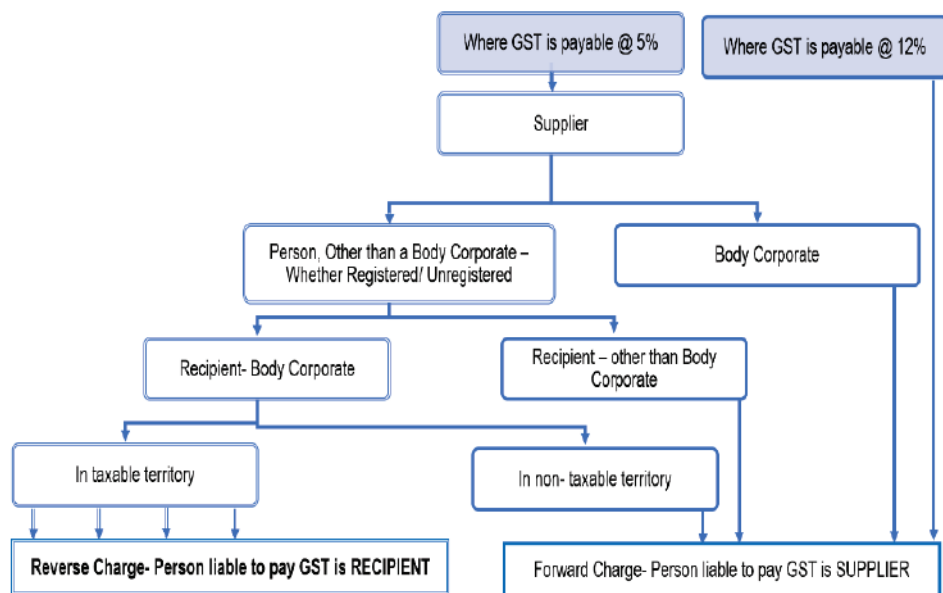 Where GST is payable @ 5%
Where GST is payable @ 12%
Supplier
Person, Other than a Body Corporate –
Whether Registered/ Unregistered
Body Corporate
Recipient- Body Corporate
Recipient – other than Body
Corporate
In taxable territory
In non- taxable territory
Reverse Charge- Person liable to pay GST is RECIPIENT
Forward Charge- Person liable to pay GST is SUPPLIER